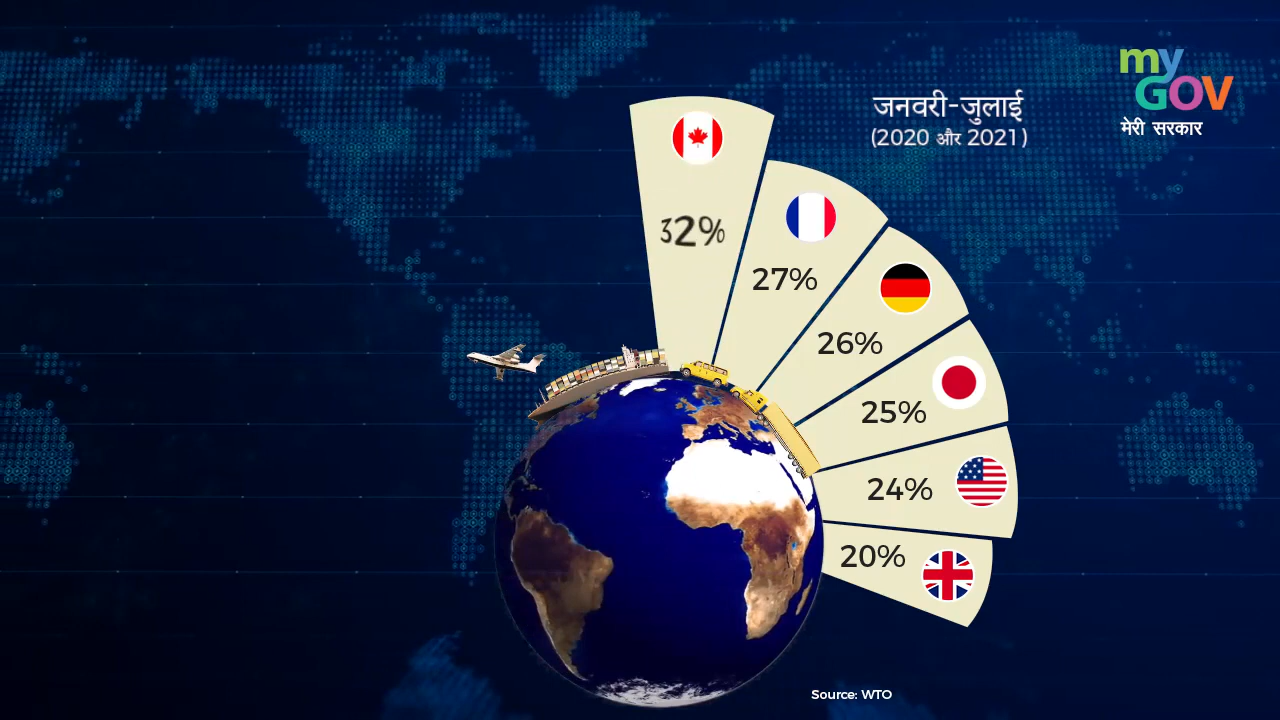 my
GOV
मेरी सरकार
जनवरी-जुलाई
(2020 और 2021)
32%
27%
26%
25%
24%
20%
Source: WTO